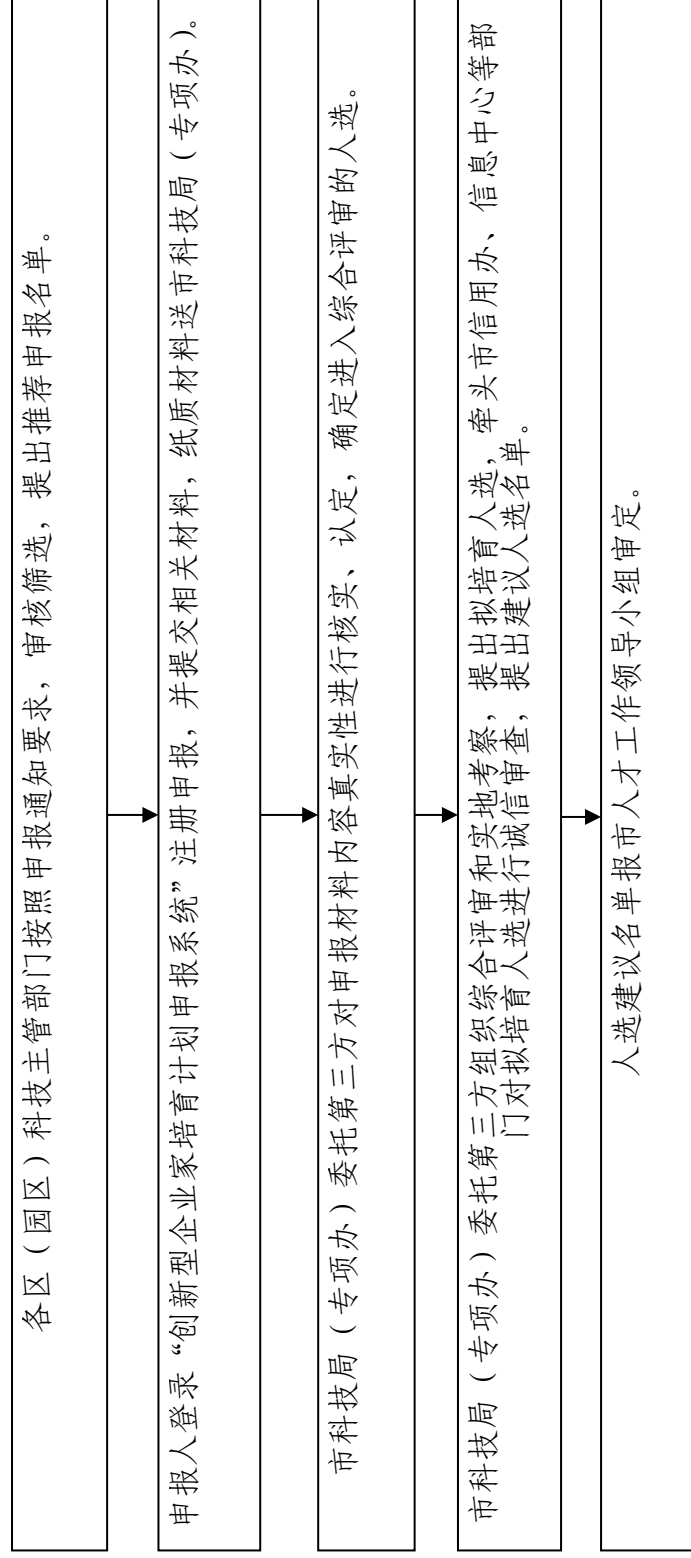 各区（园区）科技主管部门按照申报通知要求，审核筛选，提出推荐申报名单。
申报人登录“创新型企业家培育计划申报系统”注册申报，并提交相关材料，纸质材料送市科技局（专项办）。
市科技局（专项办）委托第三方对申报材料内容真实性进行核实、认定，确定进入综合评审的人选。
市科技局（专项办）委托第三方组织综合评审和实地考察，提出拟培育人选，牵头市信用办、信息中心等部
门对拟培育人选进行诚信审查，提出建议人选名单。
人选建议名单报市人才工作领导小组审定。